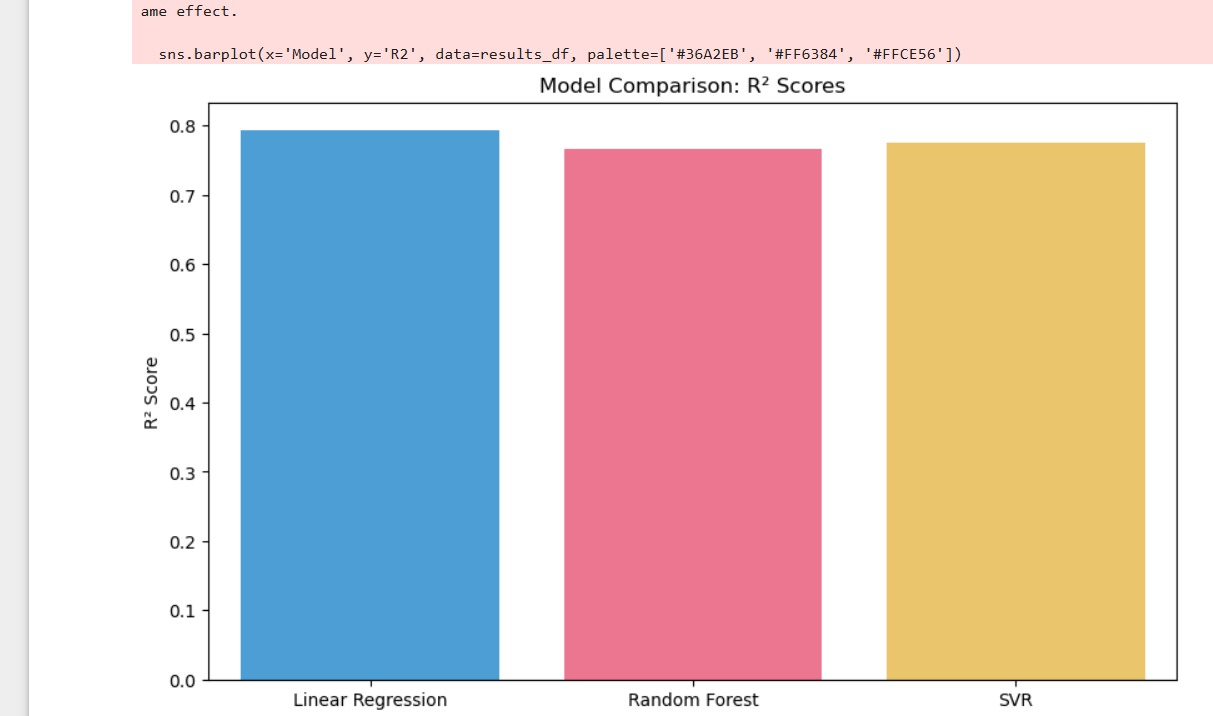 ame effect.
sns.barplot(x='Model', y='R2', data=results_df, palette=['#36A2EB', '#FF6384', '#FFCE56'])
Model Comparison: R² Scores
R² Score
0.8
0.7
0.6
0.5
0.4
0.3
0.2
0.1
0.0
Linear Regression
Random Forest
SVR